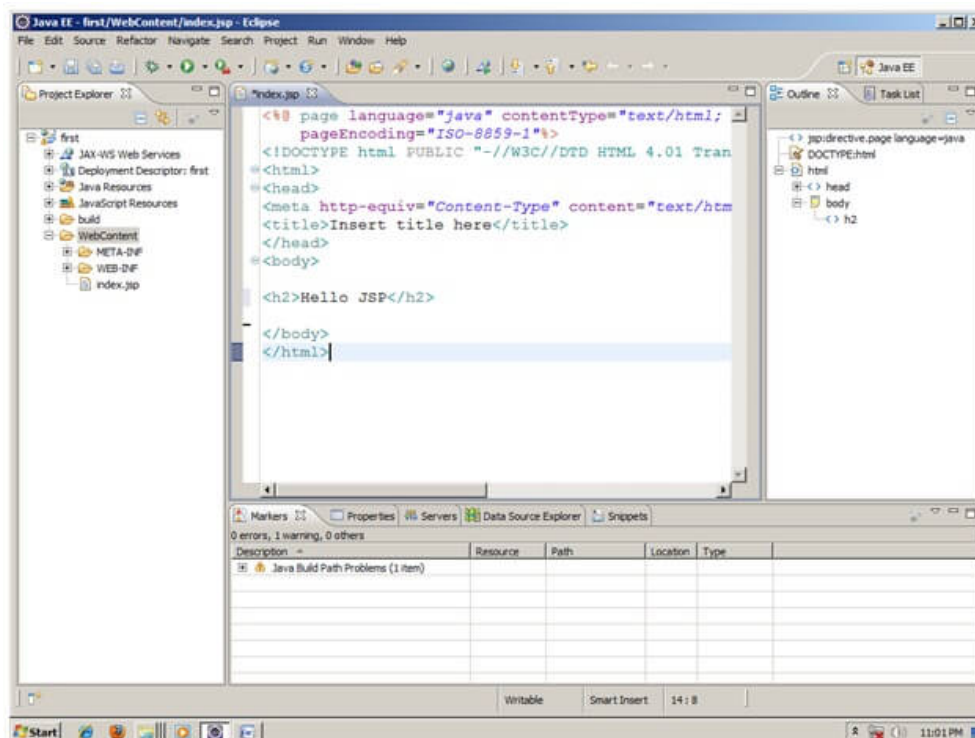 Java EE - first/WebContent/index.jsp - Eclipse
File Edit Source Refactor Navigate Search Project Run Window Help
Java EE
Project Explorer
*index.jsp
Outline
Task List
first
JAX-WS Web Services
Deployment Descriptor: first
Java Resources
JavaScript Resources
build
WebContent
META-INF
WEB-INF
index.jsp
<%@ page language="java" contentType="text/html;
pageEncoding="ISO-8859-1"%>
<!DOCTYPE html PUBLIC "-//W3C//DTD HTML 4.01 Tran
<html>
<head>
<meta http-equiv="Content-Type" content="text/htm
<title>Insert title here</title>
</head>
<body>
<h2>Hello JSP</h2>
</body>
</html>
jsp:directive.page language=java
DOCTYPE:html
html
head
body
h2
Markers Properties Servers Data Source Explorer Snippets
0 errors, 1 warning, 0 others
Description Resource Path Location Type
Java Build Path Problems (1 item)
Writable Smart Insert 14 : 8
Start 11:01 PM